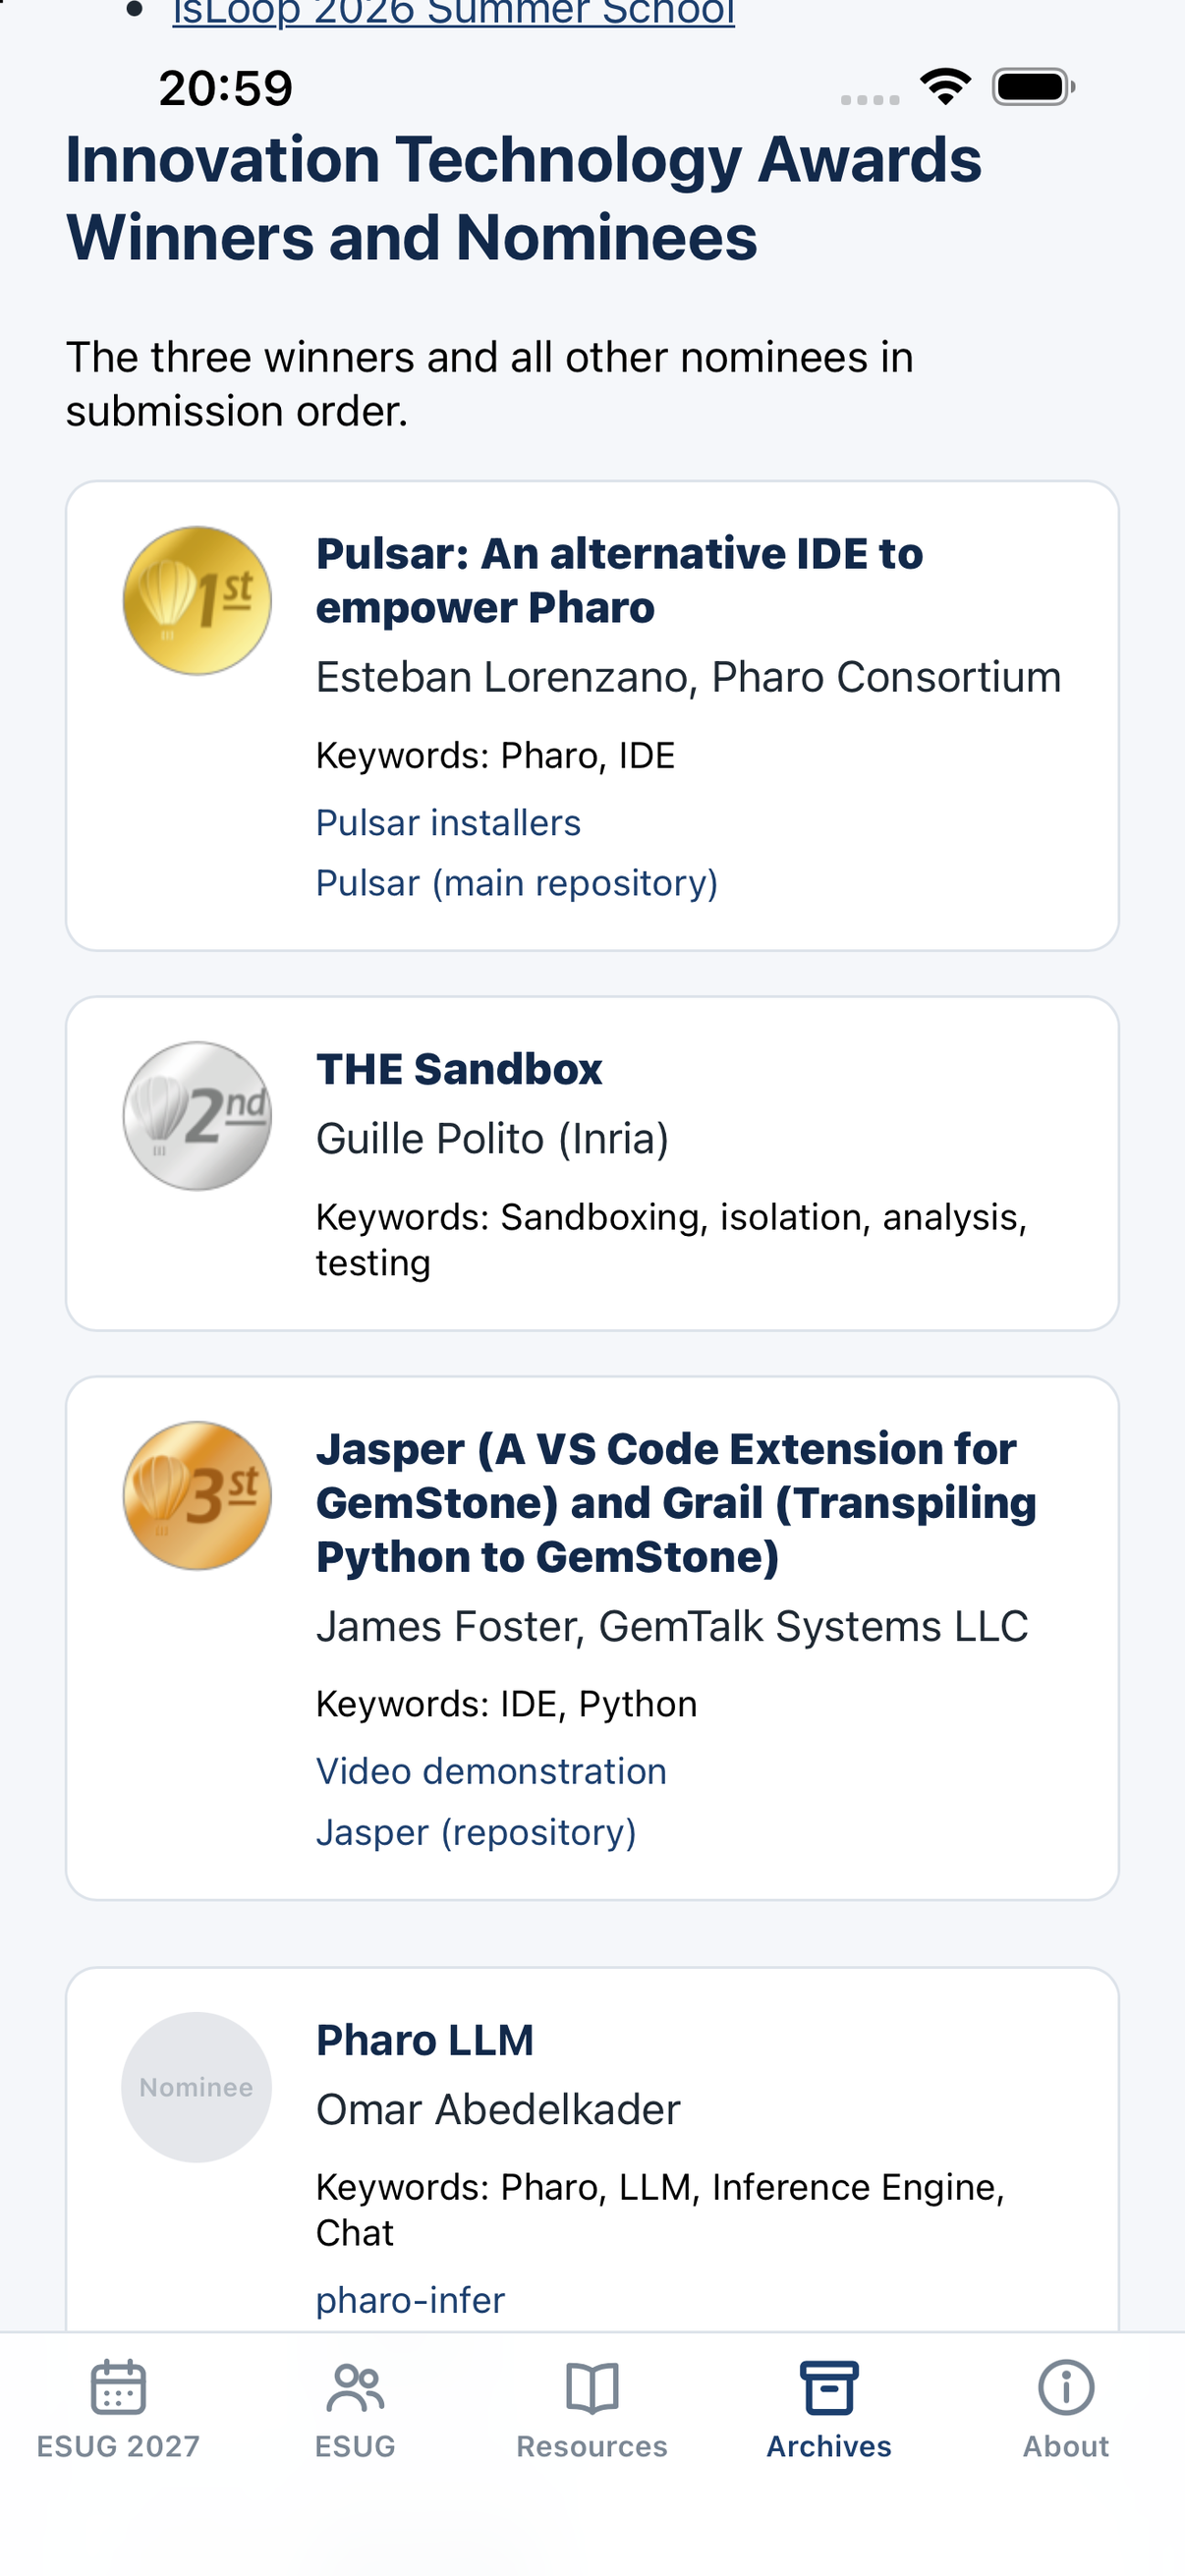 IsLoop 2026 Summer School
20:59
Innovation Technology Awards
Winners and Nominees
The three winners and all other nominees in
submission order.
1st
Pulsar: An alternative IDE to
empower Pharo
Esteban Lorenzano, Pharo Consortium
Keywords: Pharo, IDE
Pulsar installers
Pulsar (main repository)
2nd
THE Sandbox
Guille Polito (Inria)
Keywords: Sandboxing, isolation, analysis,
testing
3st
Jasper (A VS Code Extension for
GemStone) and Grail (Transpiling
Python to GemStone)
James Foster, GemTalk Systems LLC
Keywords: IDE, Python
Video demonstration
Jasper (repository)
Nominee
Pharo LLM
Omar Abedelkader
Keywords: Pharo, LLM, Inference Engine,
Chat
pharo-infer
ESUG 2027
ESUG
Resources
Archives
About